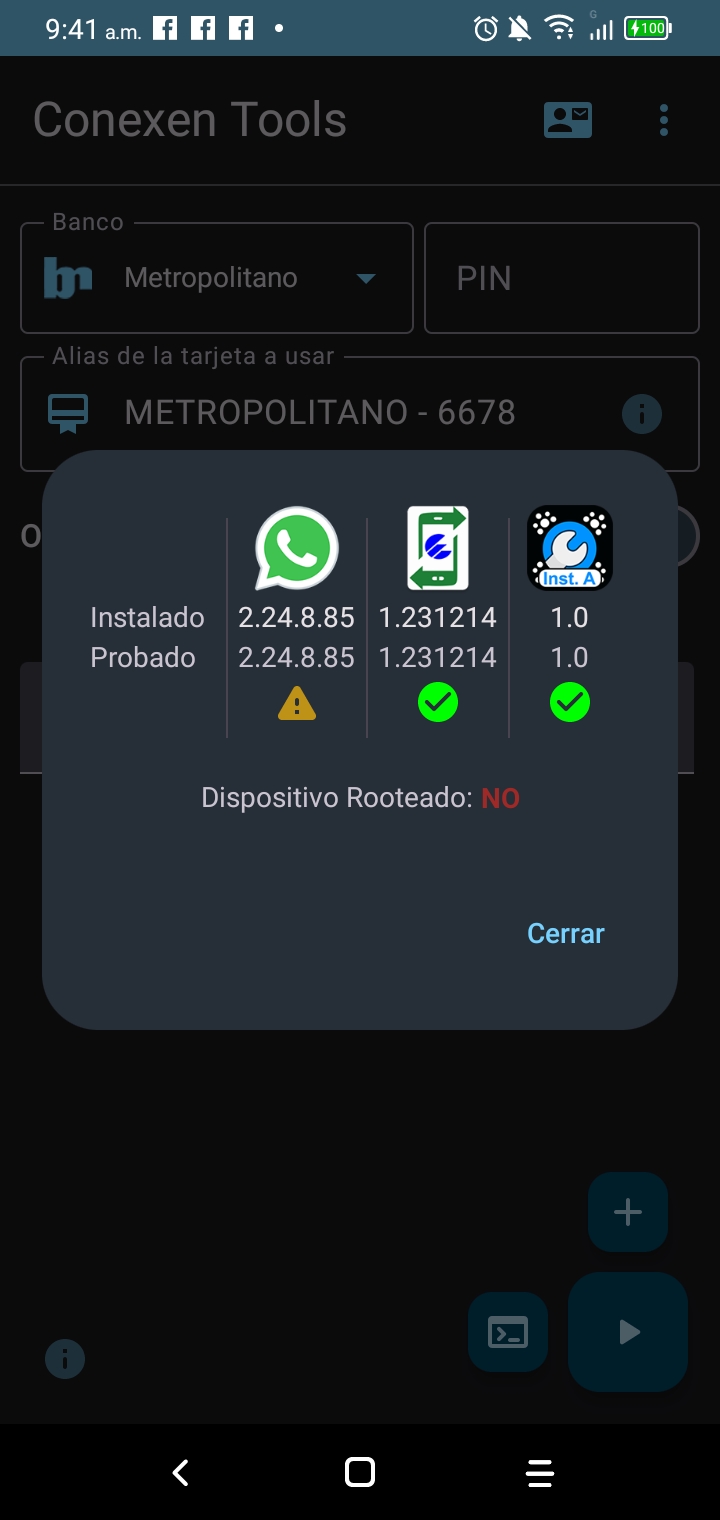 9:41 a.m.
G
100
Conexen Tools
Banco
Metropolitano
PIN
Alias de la tarjeta a usar
METROPOLITANO - 6678
O
Inst. A
Instalado 2.24.8.85 1.231214 1.0
Probado 2.24.8.85 1.231214 1.0
Dispositivo Rooteado: NO
Cerrar